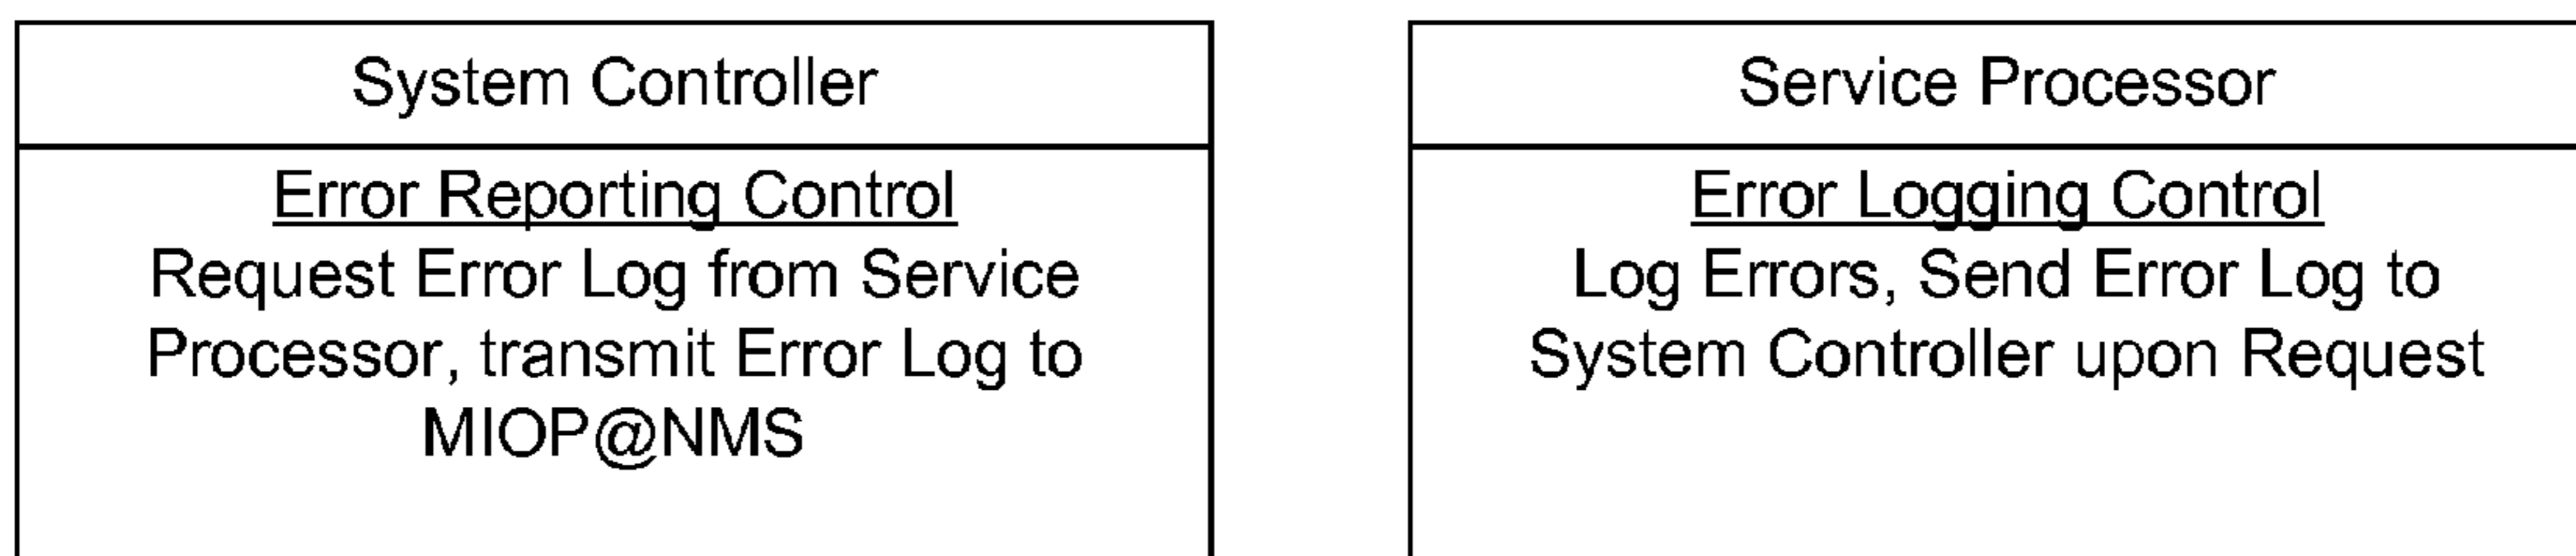 System Controller
Error Reporting Control
Request Error Log from Service
Processor, transmit Error Log to
MIOP@NMS
Service Processor
Error Logging Control
Log Errors, Send Error Log to
System Controller upon Request